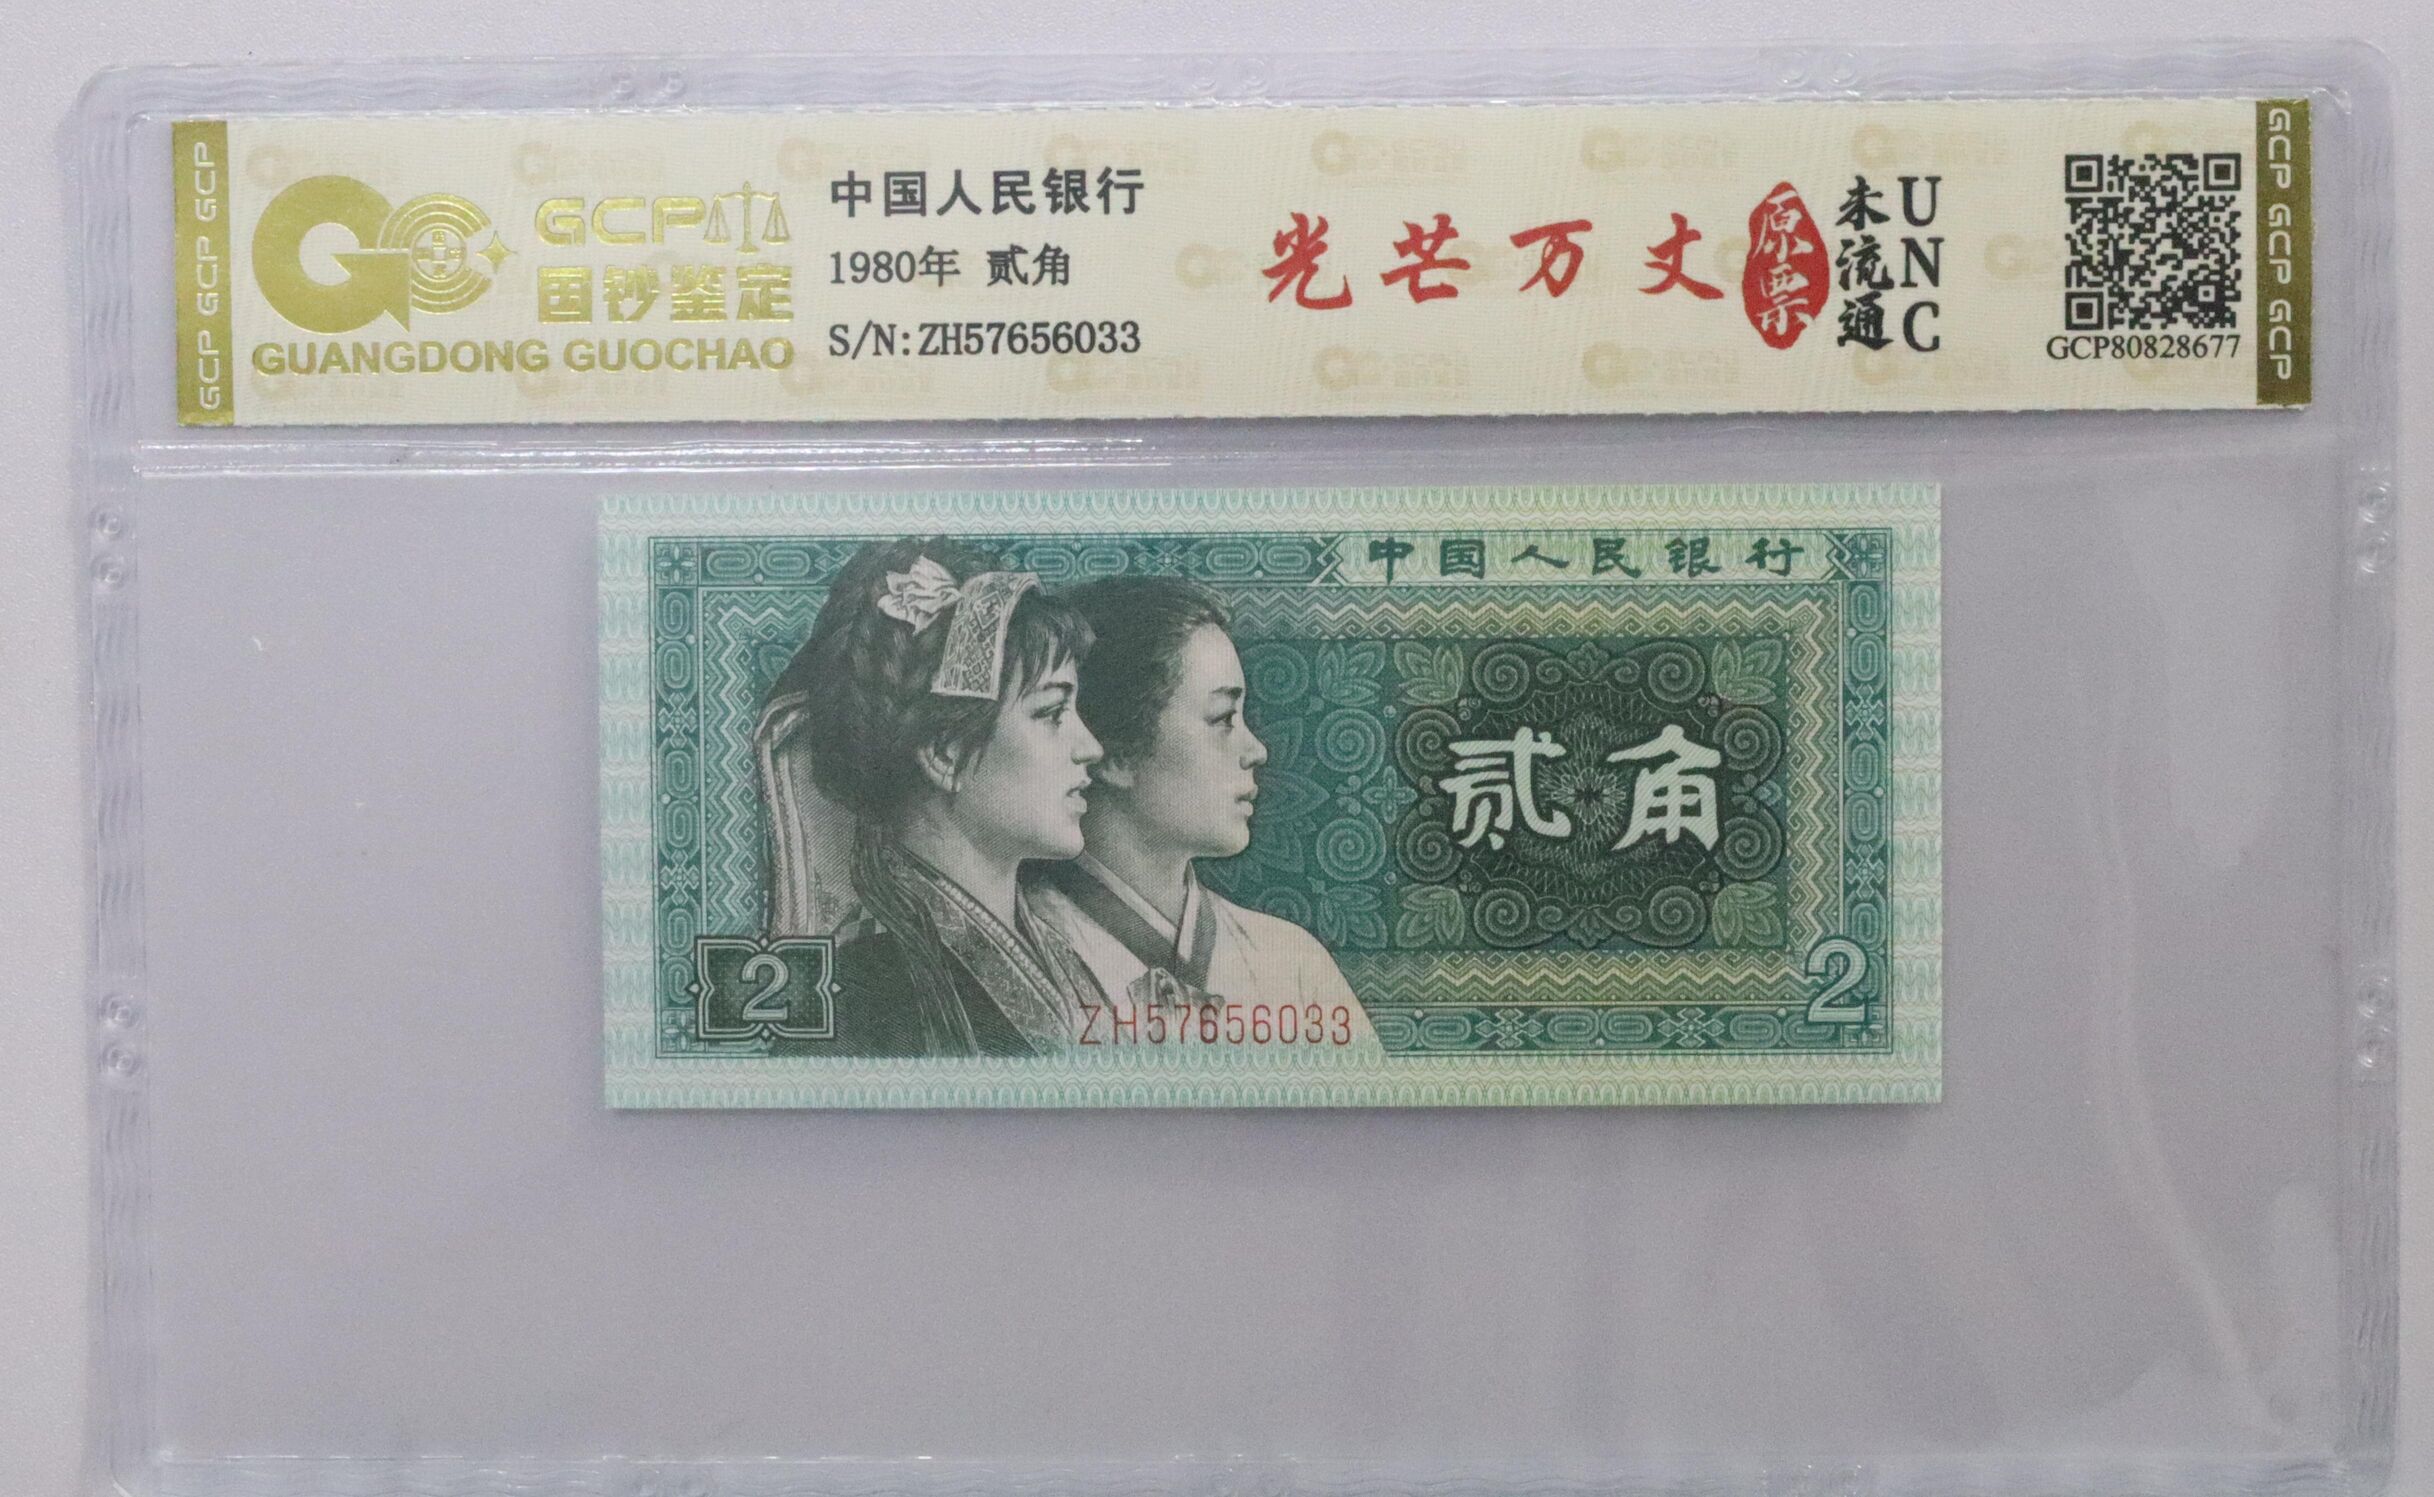 GCP GCP GCP
GCP
国钞鉴定
GUANGDONG GUOCHAO
中国人民银行
1980年 贰角
S/N:ZH57656033
光芒万丈
原票
未流通
UNC
GCP80828677
GCP GCP GCP
中国人民银行
贰角
2
ZH57656033
2